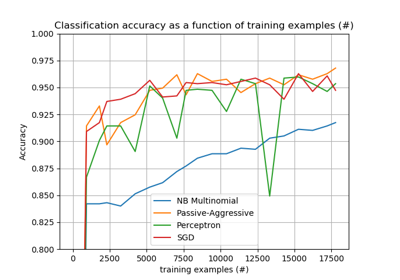 Classification accuracy as a function of training examples (#)
1.000
0.975
0.950
0.925
0.900
0.875
0.850
0.825
0.800
Accuracy
NB Multinomial
Passive-Aggressive
Perceptron
SGD
0 2500 5000 7500 10000 12500 15000 17500
training examples (#)